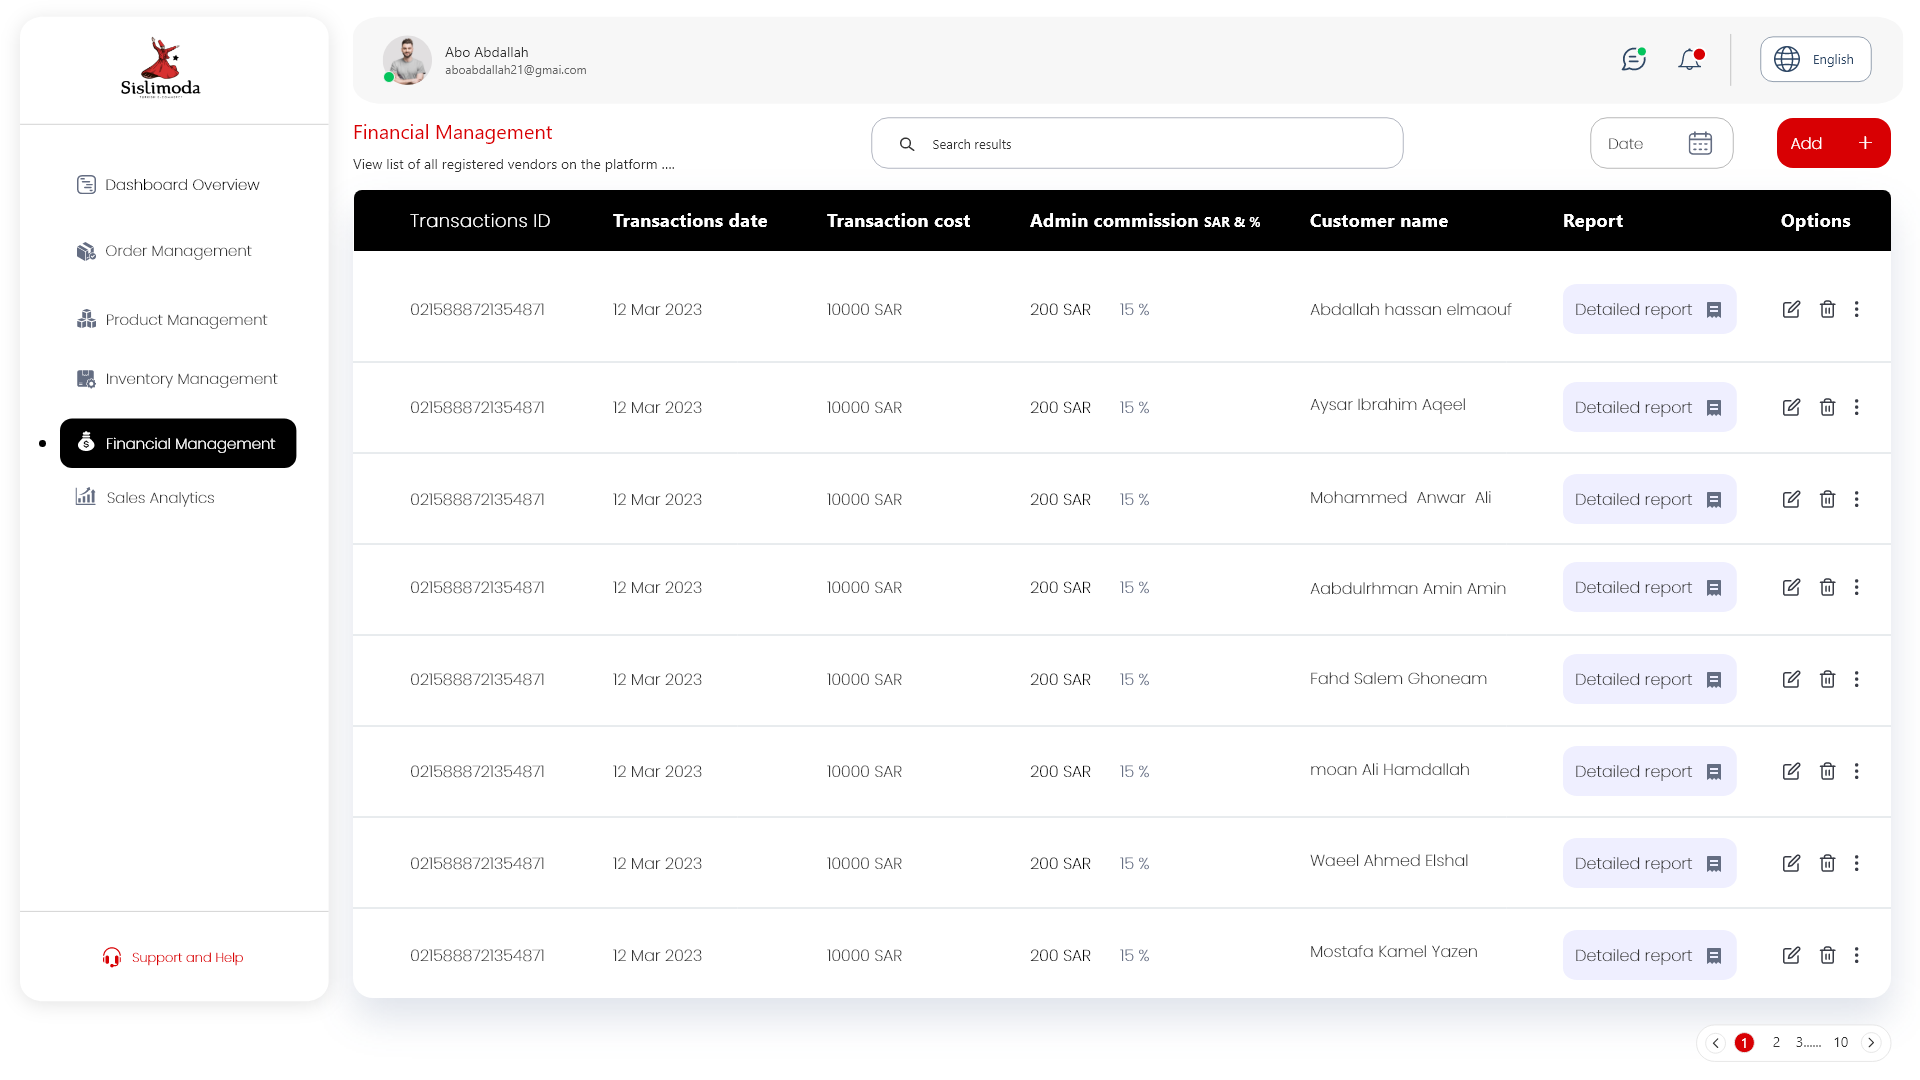 Sislimoda
Dashboard Overview
Order Management
Product Management
Inventory Management
Financial Management
Sales Analytics
Support and Help
Abo Abdallah
aboabdallah21@gmai.com
English
Financial Management
View list of all registered vendors on the platform ....
Search results
Date
Add
Transactions ID Transactions date Transaction cost Admin commission SAR & % Customer name Report Options
0215888721354871 12 Mar 2023 10000 SAR 200 SAR 15 % Abdallah hassan elmaouf Detailed report
0215888721354871 12 Mar 2023 10000 SAR 200 SAR 15 % Aysar Ibrahim Aqeel Detailed report
0215888721354871 12 Mar 2023 10000 SAR 200 SAR 15 % Mohammed Anwar Ali Detailed report
0215888721354871 12 Mar 2023 10000 SAR 200 SAR 15 % Aabdulrhman Amin Amin Detailed report
0215888721354871 12 Mar 2023 10000 SAR 200 SAR 15 % Fahd Salem Ghoneam Detailed report
0215888721354871 12 Mar 2023 10000 SAR 200 SAR 15 % moan Ali Hamdallah Detailed report
0215888721354871 12 Mar 2023 10000 SAR 200 SAR 15 % Waeel Ahmed Elshal Detailed report
0215888721354871 12 Mar 2023 10000 SAR 200 SAR 15 % Mostafa Kamel Yazen Detailed report
1 2 3...... 10